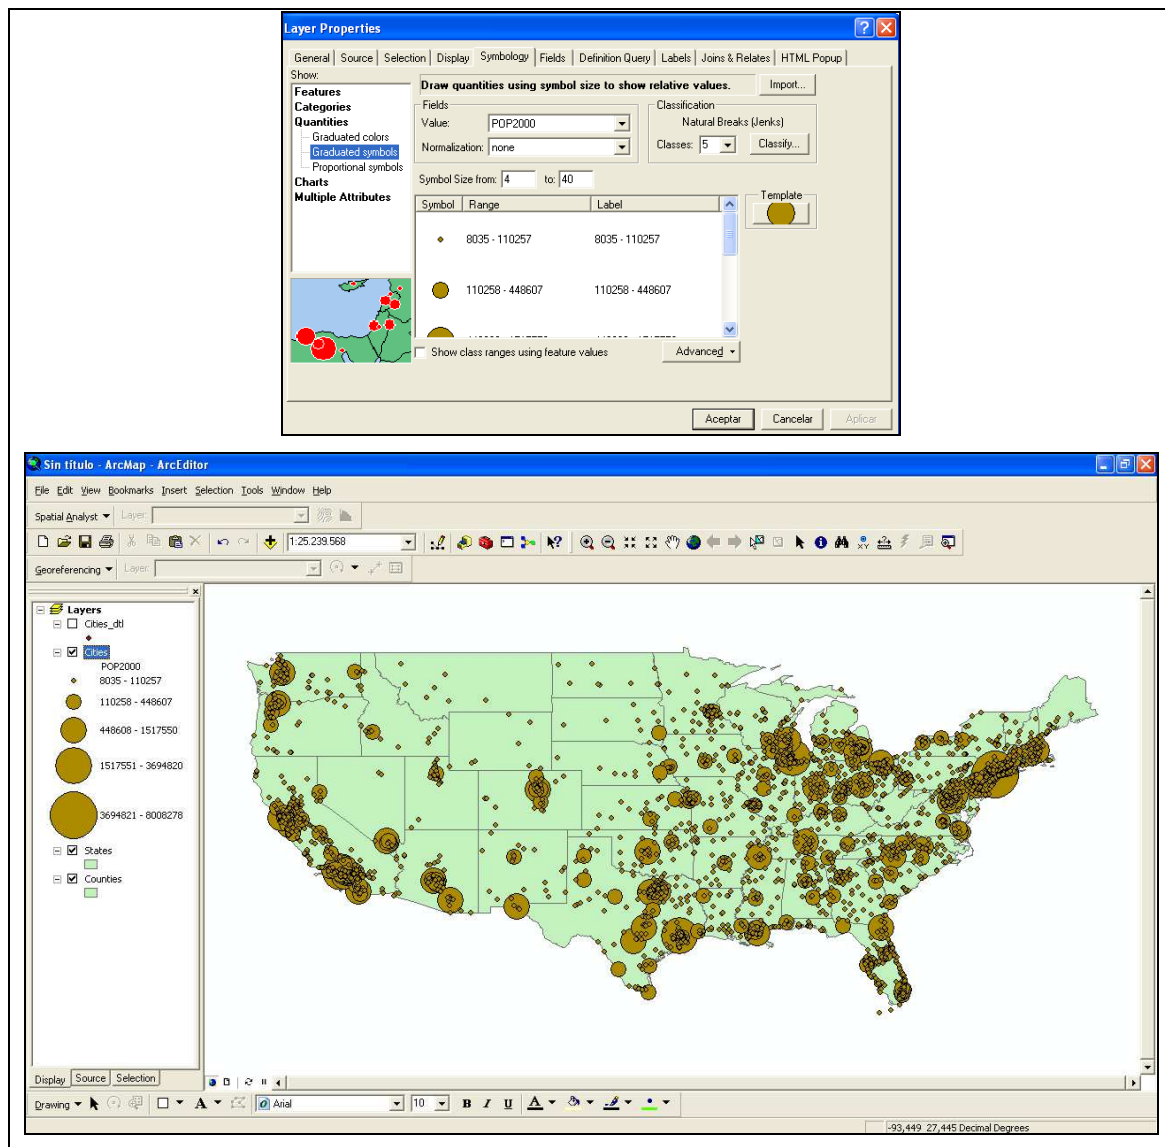 Layer Properties
General Source Selection Display Symbology Fields Definition Query Labels Joins & Relates HTML Popup
Show:
Features
Categories
Quantities
Graduated colors
Graduated symbols
Proportional symbols
Charts
Multiple Attributes
Draw quantities using symbol size to show relative values.
Import...
Fields
Value: POP2000
Normalization: none
Classification
Natural Breaks (Jenks)
Classes: 5 Classify...
Symbol Size from: 4 to: 40
Template
Symbol Range Label
8035 - 110257 8035 - 110257
110258 - 448607 110258 - 448607
Show class ranges using feature values
Advanced
Aceptar Cancelar Aplicar
Sin título - ArcMap - ArcEditor
File Edit View Bookmarks Insert Selection Tools Window Help
Spatial Analyst Layer:
1:25.239.568
Georeferencing Layer:
Layers
Cities_dtl
Cities
POP2000
8035 - 110257
110258 - 448607
448608 - 1517550
1517551 - 3694820
3694821 - 8008278
States
Counties
Display Source Selection
Drawing A Arial 10 B I U A
-93,449 27,445 Decimal Degrees